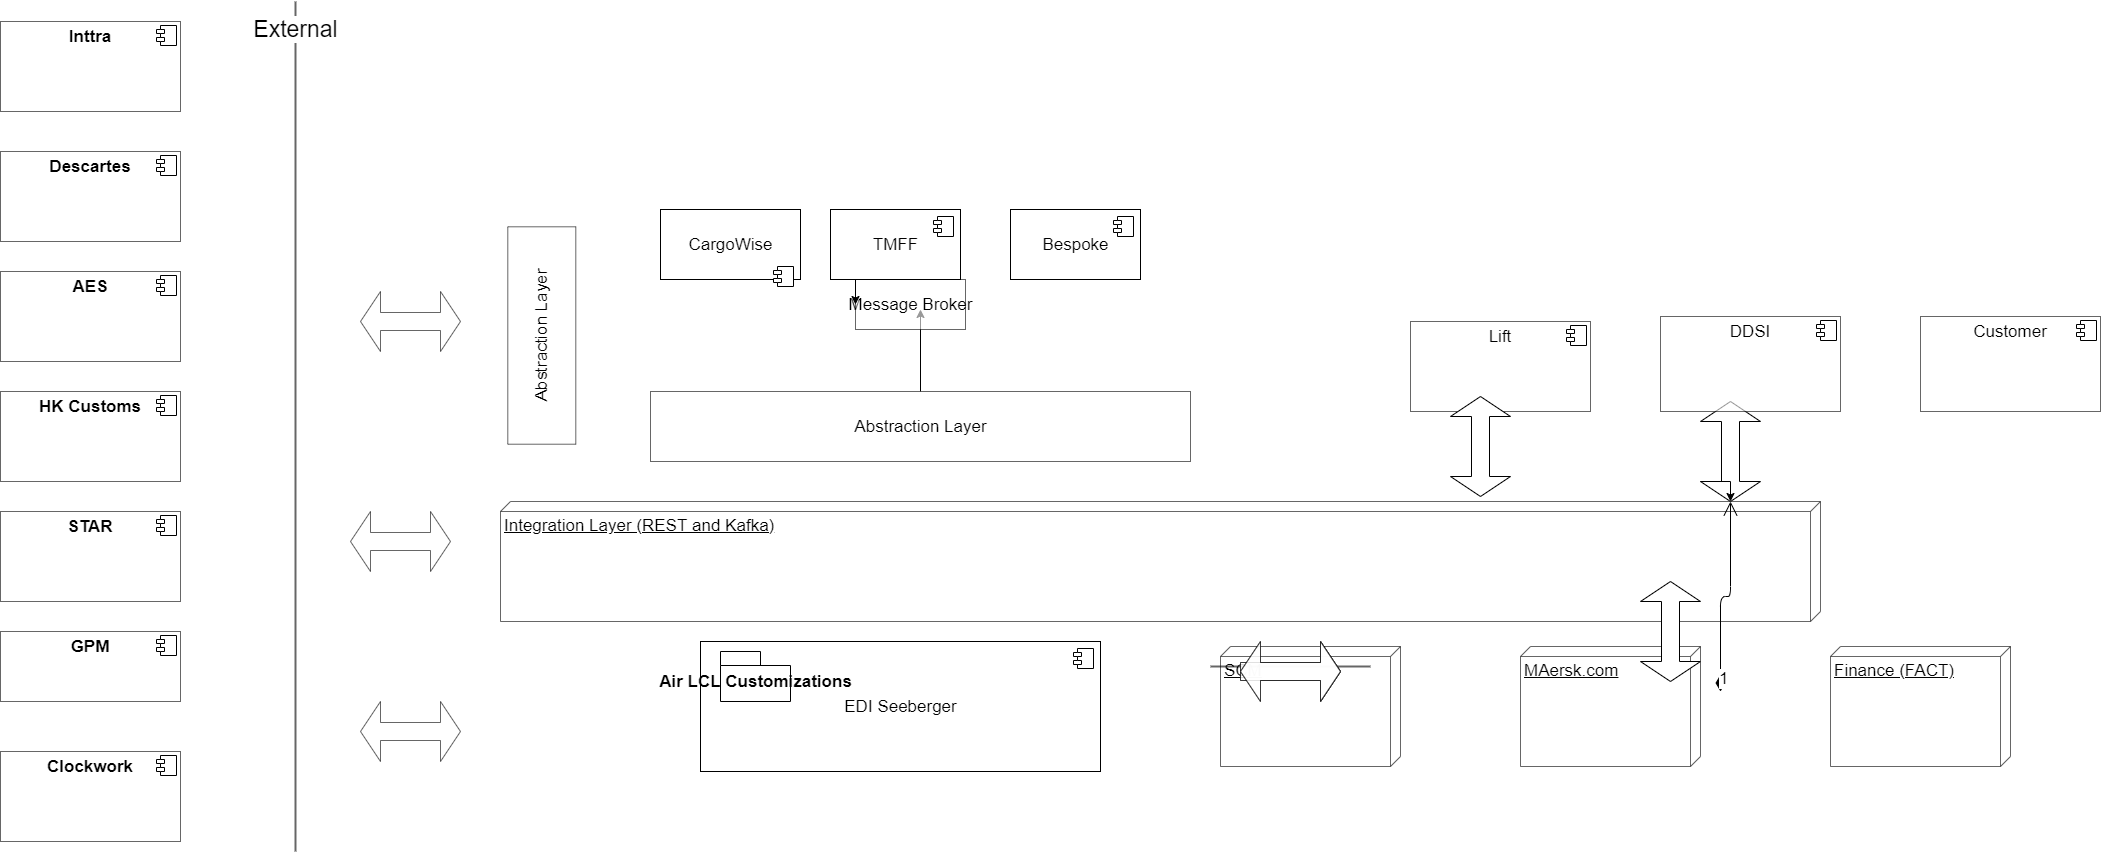 External
Inttra
Descartes
AES
HK Customs
STAR
GPM
Clockwork
Abstraction Layer
CargoWise
TMFF
Bespoke
Message Broker
Abstraction Layer
Lift
DDSI
Customer
Integration Layer (REST and Kafka)
Air LCL Customizations
EDI Seeberger
MAersk.com
1
Finance (FACT)